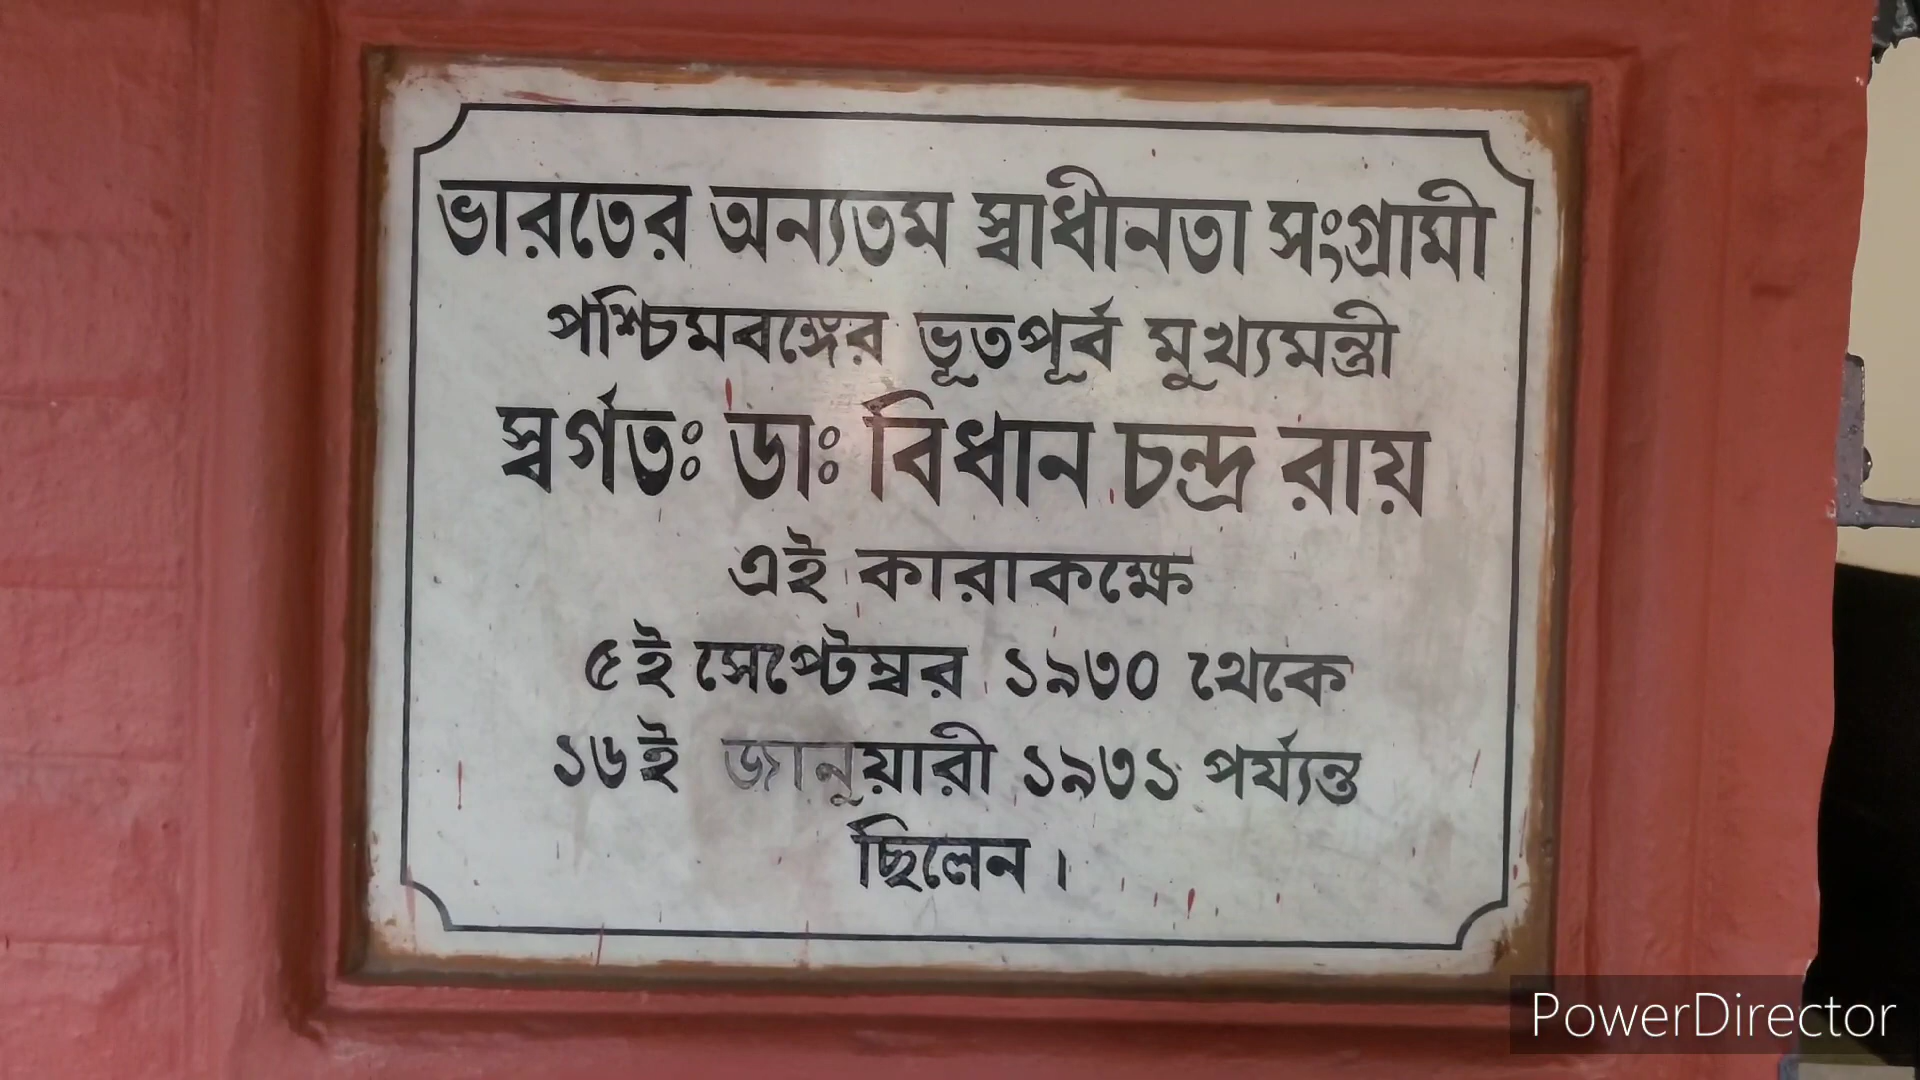 ভারতের অন্যতম স্বাধীনতা সংগ্রামী
পশ্চিমবঙ্গের ভূতপূর্ব মুখ্যমন্ত্রী
স্বর্গতঃ ডাঃ বিধান চন্দ্র রায়
এই কারাকক্ষে
৫ই সেপ্টেম্বর ১৯৩০ থেকে
১৬ই জানুয়ারী ১৯৩১ পর্য্যন্ত
ছিলেন।
PowerDirector